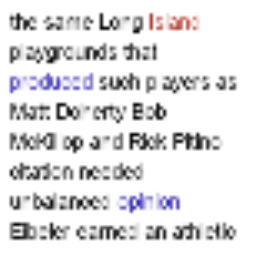 the same Long Island
playgrounds that
produced such players as
Matt Doherty Bob
McKillop and Rick Pitino
citation needed
unbalanced opinion
earned an athletic